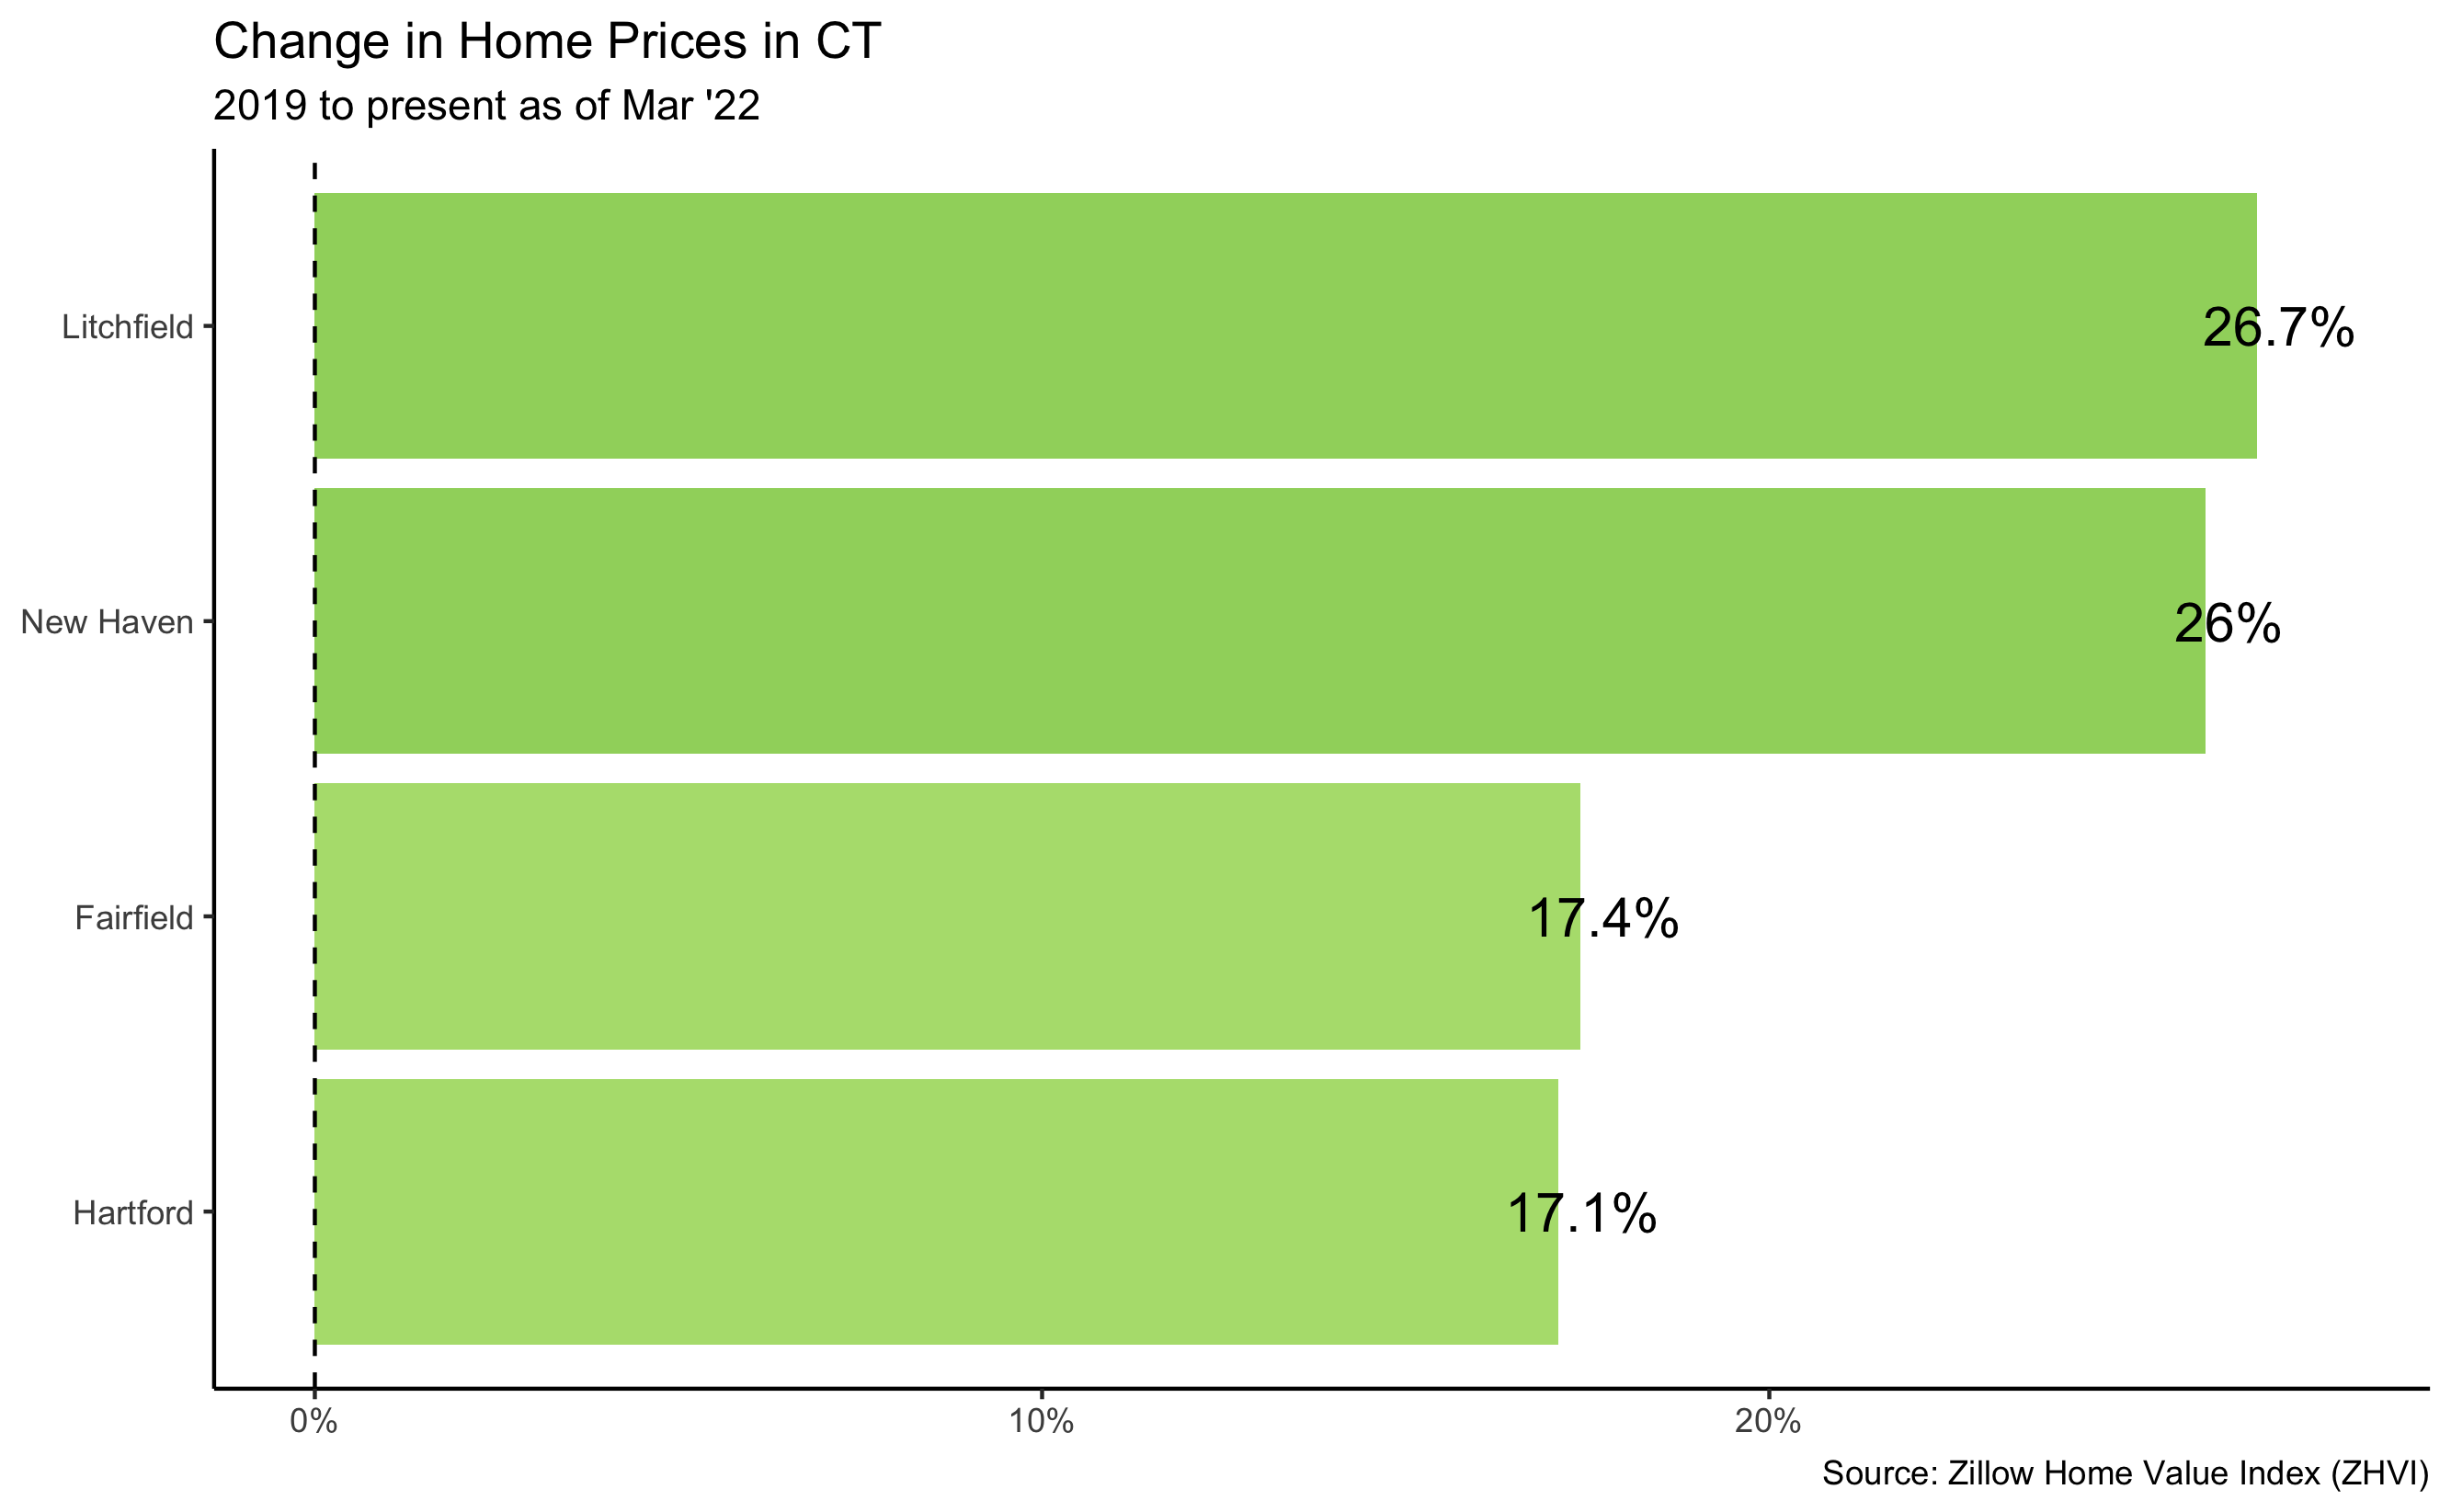 Change in Home Prices in CT
2019 to present as of Mar '22
Litchfield
26.7%
New Haven
26%
Fairfield
17.4%
Hartford
17.1%
0%
10%
20%
Source: Zillow Home Value Index (ZHVI)